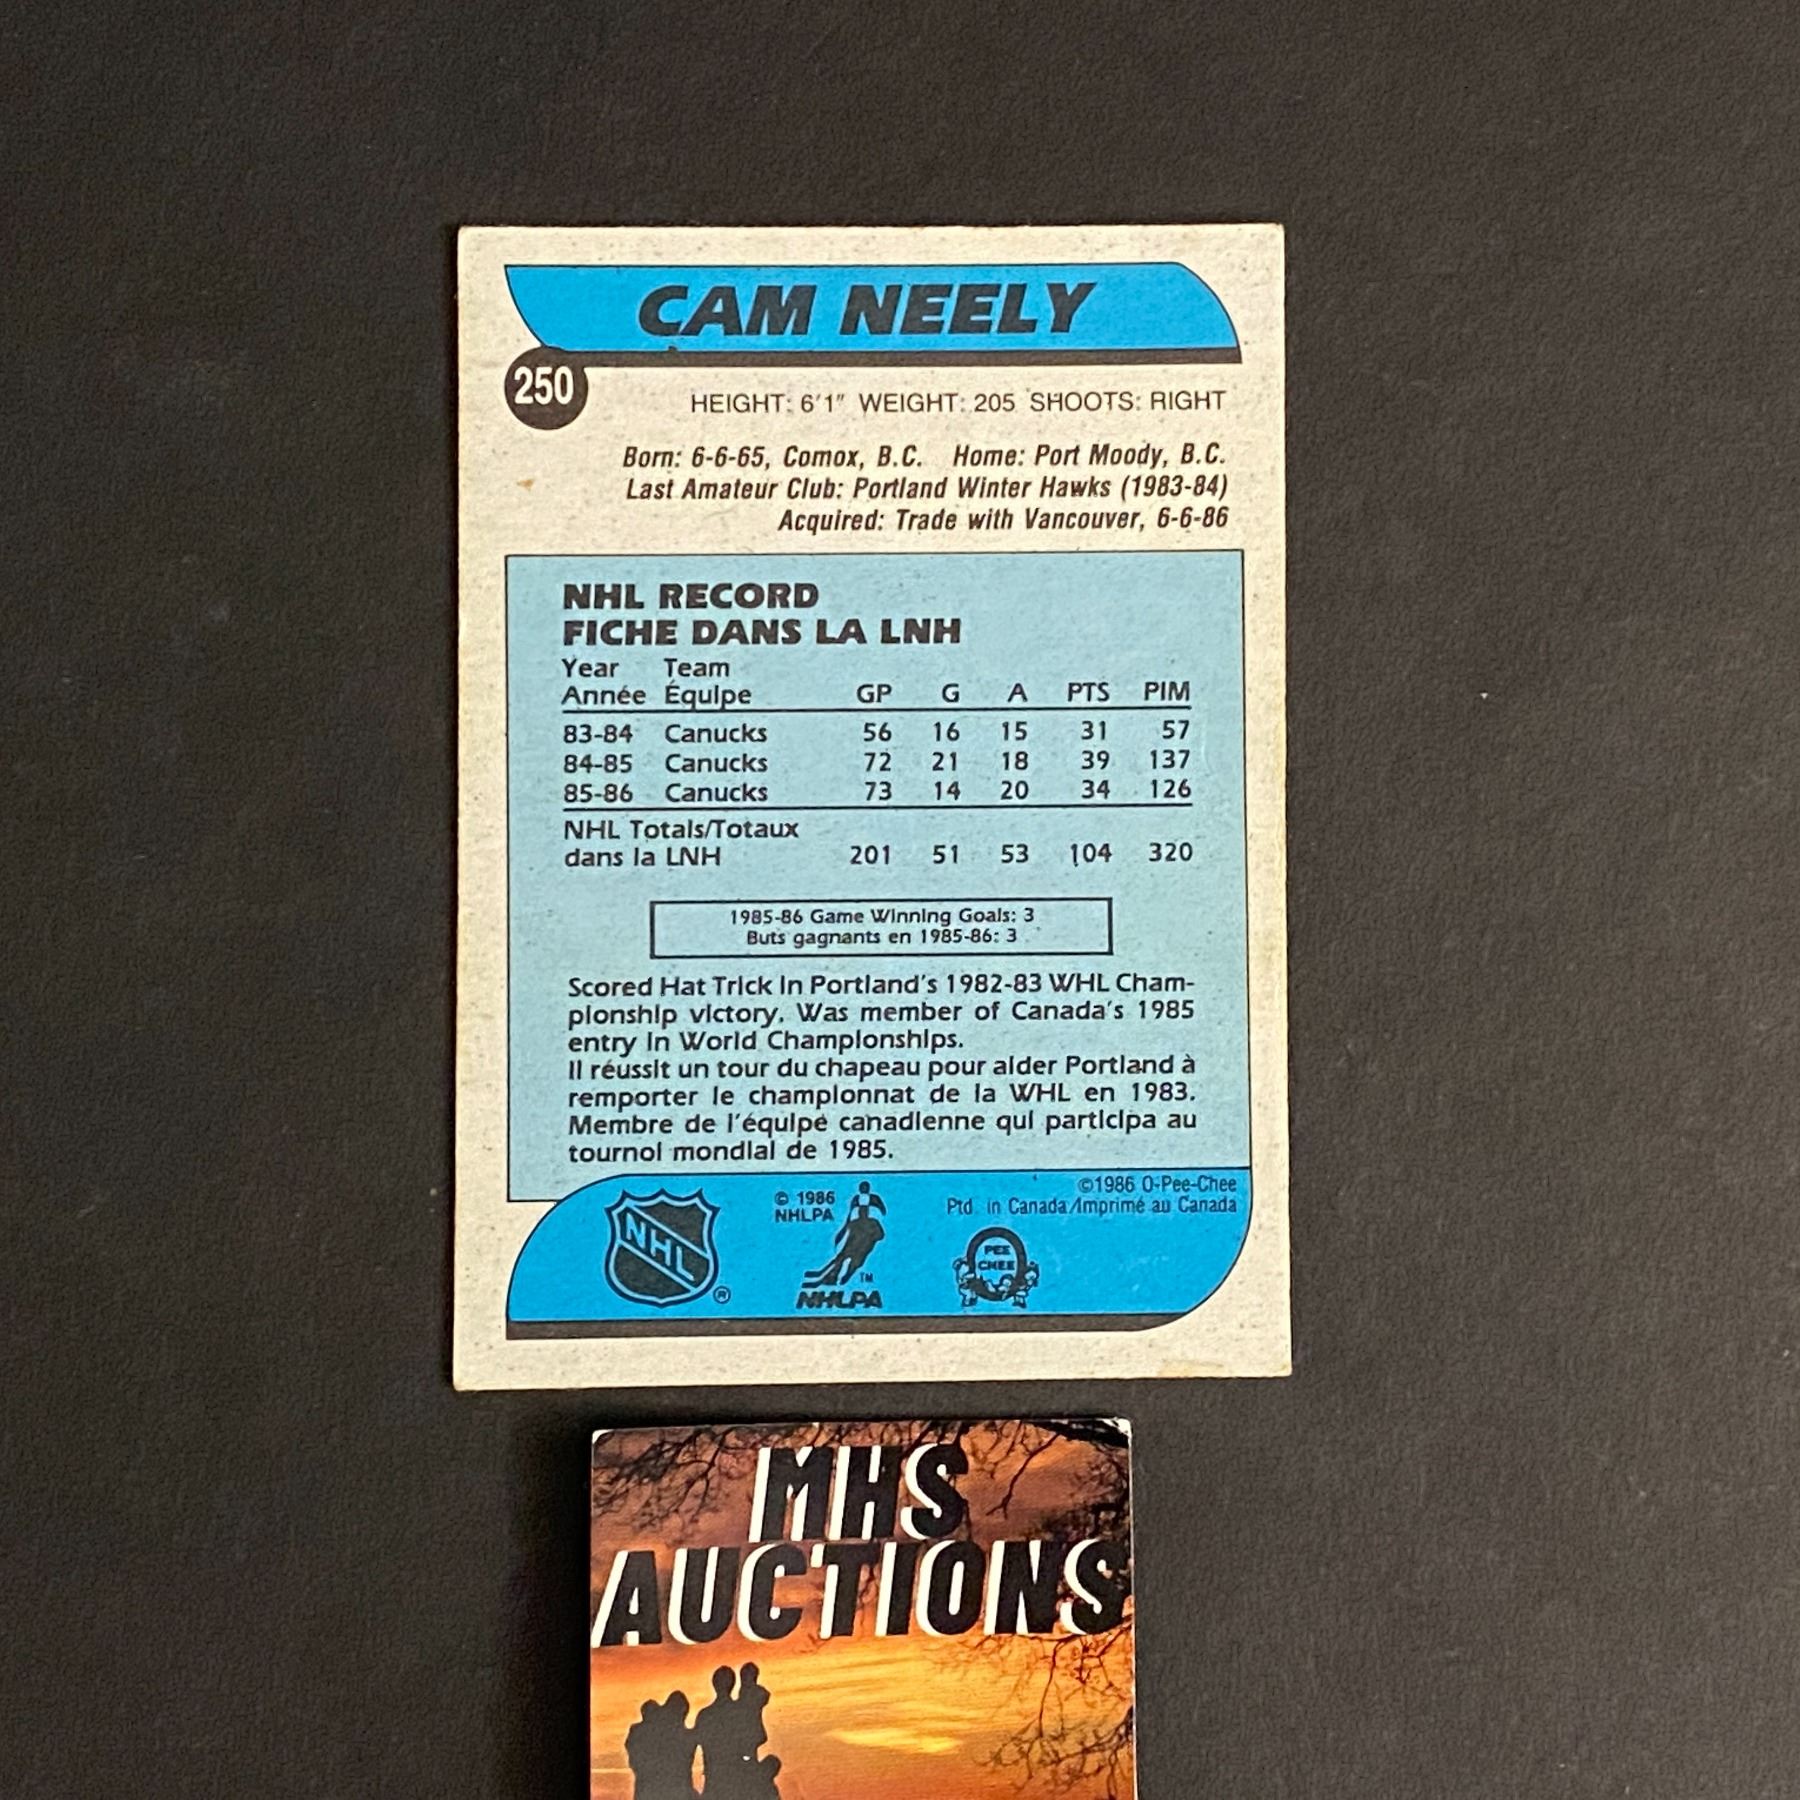 CAM NEELY
250
HEIGHT: 6'1" WEIGHT: 205 SHOOTS: RIGHT
Born: 6-6-65, Comox, B.C. Home: Port Moody, B.C.
Last Amateur Club: Portland Winter Hawks (1983-84)
Acquired: Trade with Vancouver, 6-6-86
NHL RECORD
FICHE DANS LA LNH
Year Team
Année Équipe GP G A PTS PIM
83-84 Canucks 56 16 15 31 57
84-85 Canucks 72 21 18 39 137
85-86 Canucks 73 14 20 34 126
NHL Totals/Totaux
dans la LNH 201 51 53 104 320
1985-86 Game Winning Goals: 3
Buts gagnants en 1985-86: 3
Scored Hat Trick in Portland's 1982-83 WHL Cham-
pionship victory. Was member of Canada's 1985
entry in World Championships.
Il réussit un tour du chapeau pour aider Portland à
remporter le championnat de la WHL en 1983.
Membre de l'équipe canadienne qui participa au
tournoi mondial de 1985.
©1986 O-Pee-Chee
Ptd. in Canada/Imprimé au Canada
© 1986
NHLPA
NHL
®
TM
NHLPA
PEE
CHEE
MHS
AUCTIONS